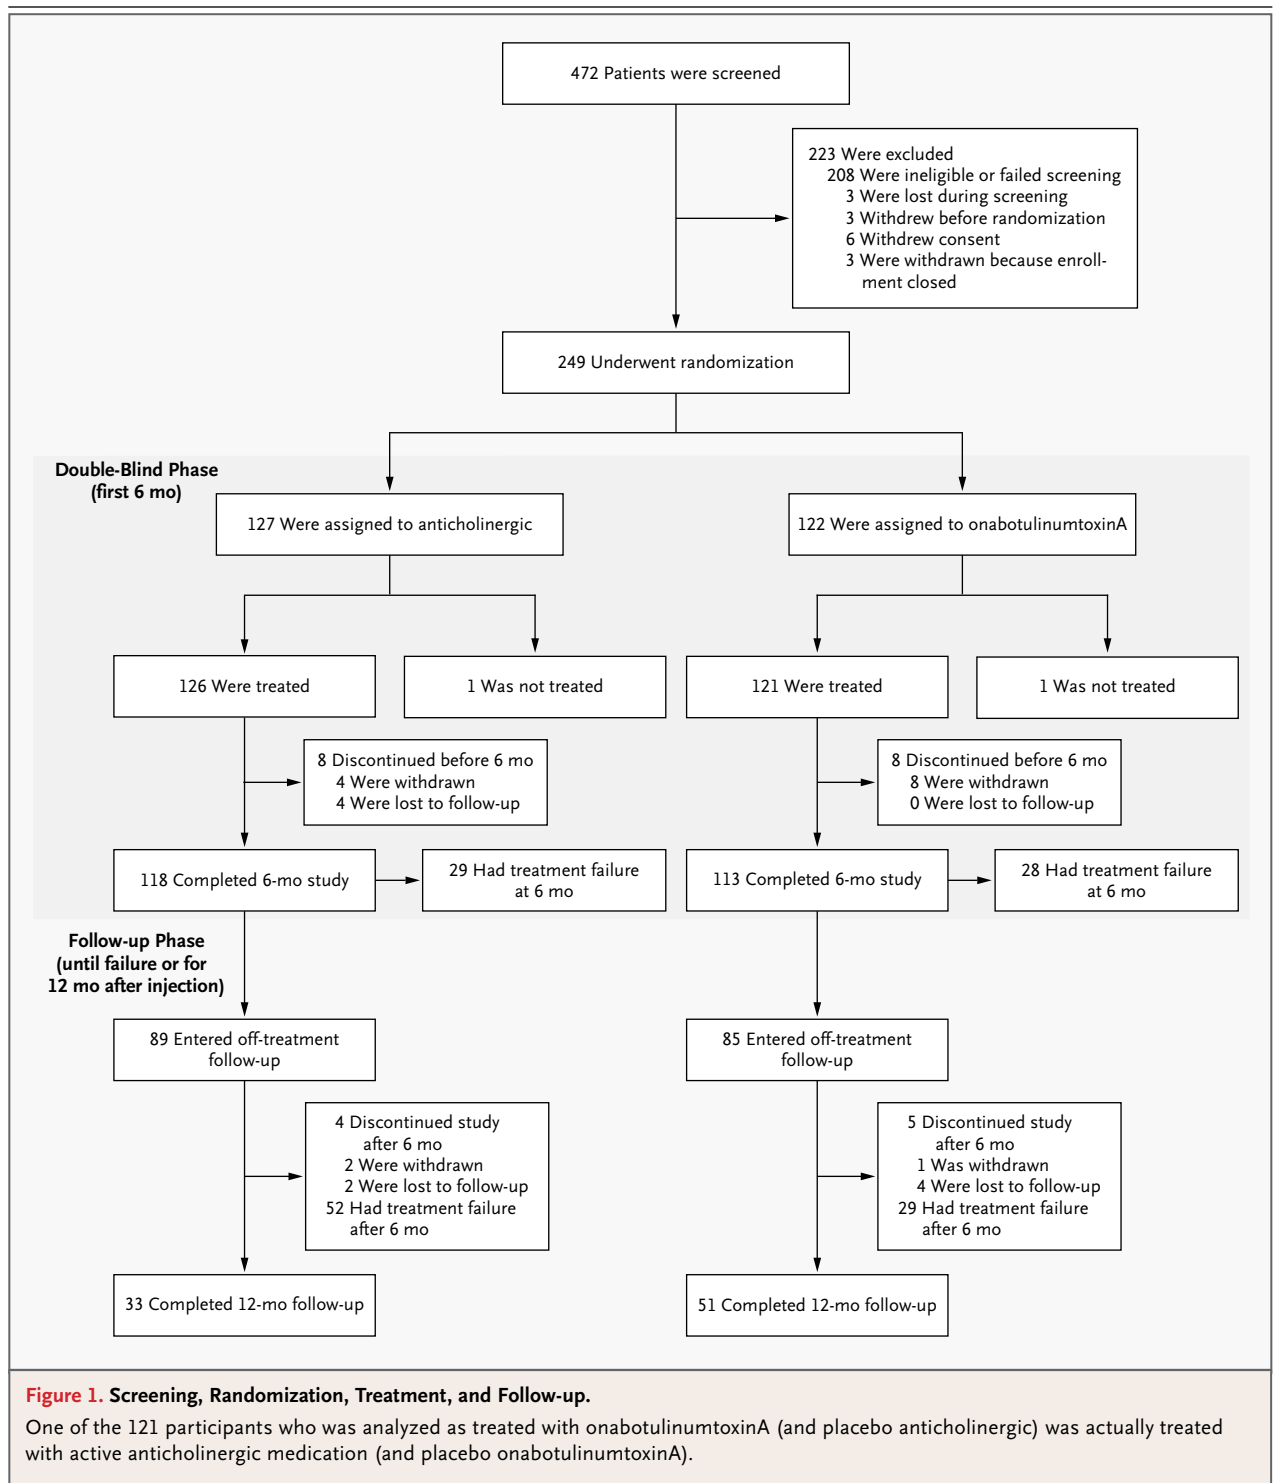 472 Patients were screened
223 Were excluded
208 Were ineligible or failed screening
3 Were lost during screening
3 Withdrew before randomization
6 Withdrew consent
3 Were withdrawn because enroll-
ment closed
249 Underwent randomization
Double-Blind Phase
(first 6 mo)
127 Were assigned to anticholinergic
122 Were assigned to onabotulinumtoxinA
126 Were treated
1 Was not treated
121 Were treated
1 Was not treated
8 Discontinued before 6 mo
4 Were withdrawn
4 Were lost to follow-up
8 Discontinued before 6 mo
8 Were withdrawn
0 Were lost to follow-up
118 Completed 6-mo study
29 Had treatment failure
at 6 mo
113 Completed 6-mo study
28 Had treatment failure
at 6 mo
Follow-up Phase
(until failure or for
12 mo after injection)
89 Entered off-treatment
follow-up
85 Entered off-treatment
follow-up
4 Discontinued study
after 6 mo
2 Were withdrawn
2 Were lost to follow-up
52 Had treatment failure
after 6 mo
5 Discontinued study
after 6 mo
1 Was withdrawn
4 Were lost to follow-up
29 Had treatment failure
after 6 mo
33 Completed 12-mo follow-up
51 Completed 12-mo follow-up
Figure 1. Screening, Randomization, Treatment, and Follow-up.
One of the 121 participants who was analyzed as treated with onabotulinumtoxinA (and placebo anticholinergic) was actually treated
with active anticholinergic medication (and placebo onabotulinumtoxinA).